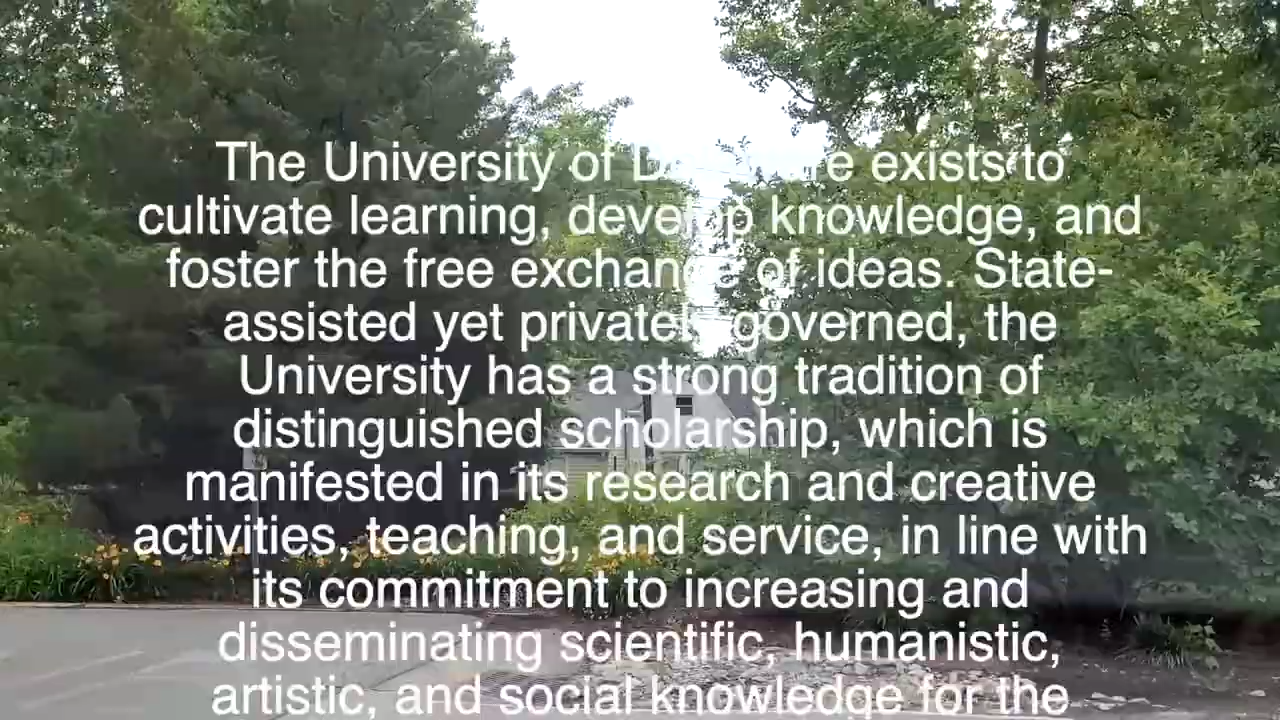 The University of Delaware exists to
cultivate learning, develop knowledge, and
foster the free exchange of ideas. State-
assisted yet privately governed, the
University has a strong tradition of
distinguished scholarship, which is
manifested in its research and creative
activities, teaching, and service, in line with
its commitment to increasing and
disseminating scientific, humanistic,
artistic, and social knowledge for the